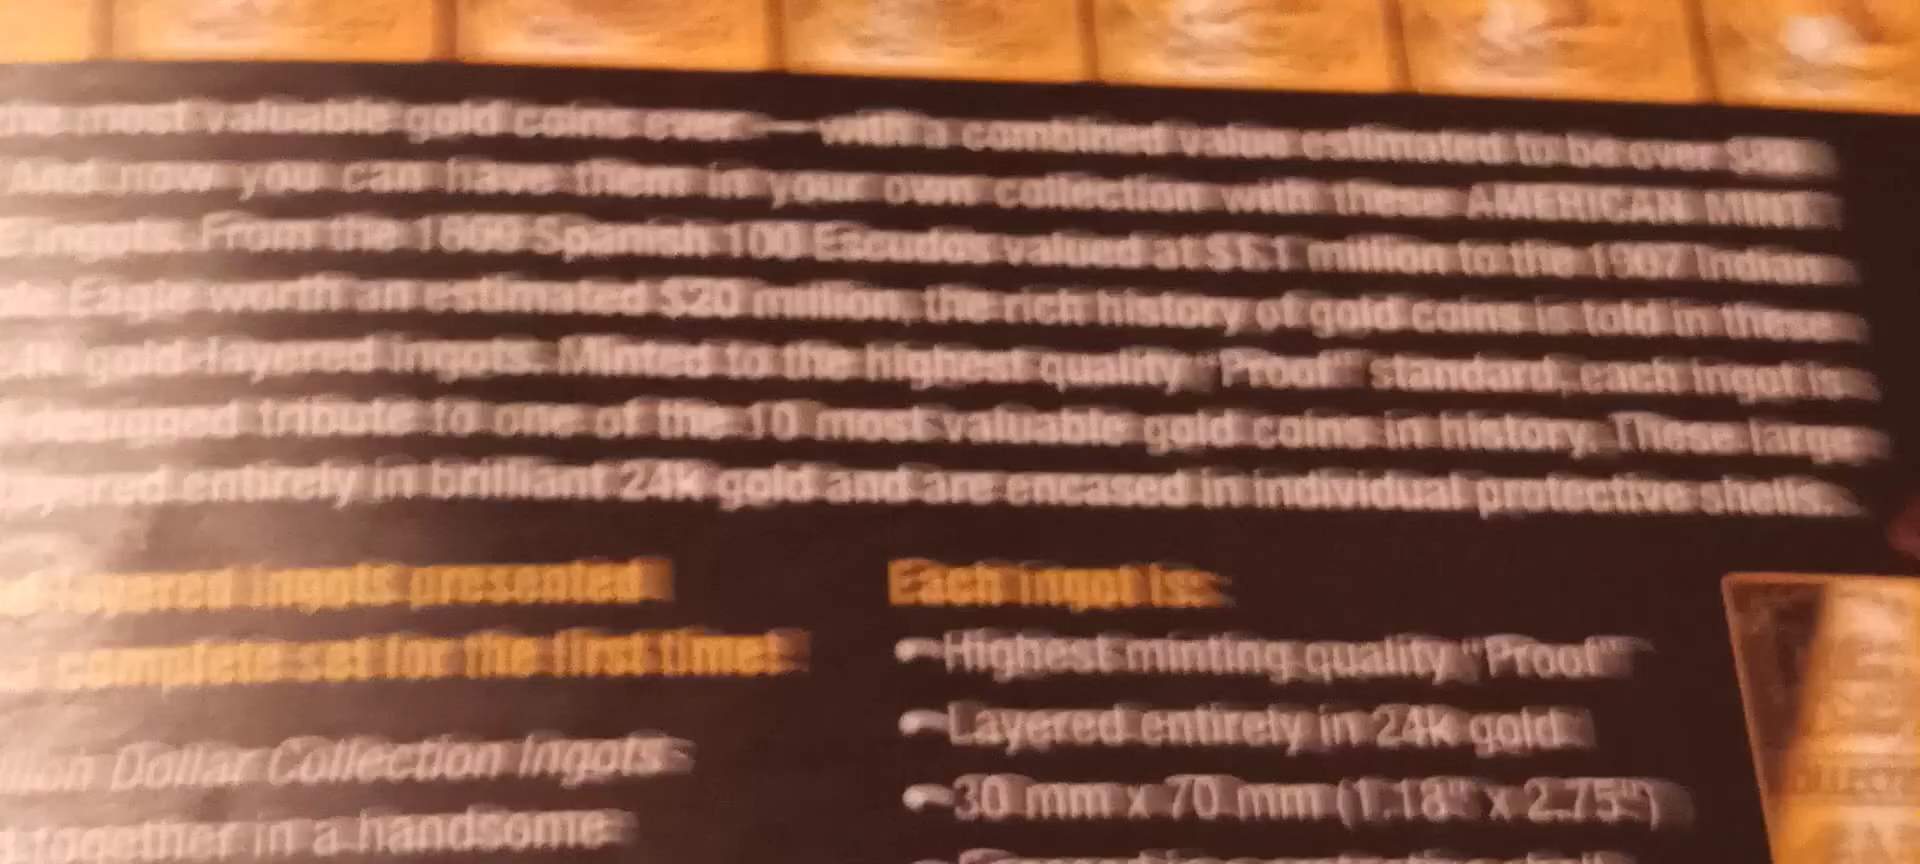 most valuable gold coins ever — with a combined value estimated to be over
And now you can have them in your own collection with these AMERICAN MINT
ingots. From the Spanish 100 Escudos valued at million to the 1907 Indian
Eagle worth an estimated $20 million, the rich history of gold coins is told in these
gold-layered ingots. Minted to the highest quality "Proof" standard, each ingot is
tribute to one of the 10 most valuable gold coins in history. These large
entirely in brilliant 24k gold and are encased in individual protective shells.
layered ingots presented
complete set for the first time!
Dollar Collection Ingots
together in a handsome
Each ingot is:
• Highest minting quality "Proof"
• Layered entirely in 24k gold
• 30 mm x 70 mm (1.18" x 2.75")